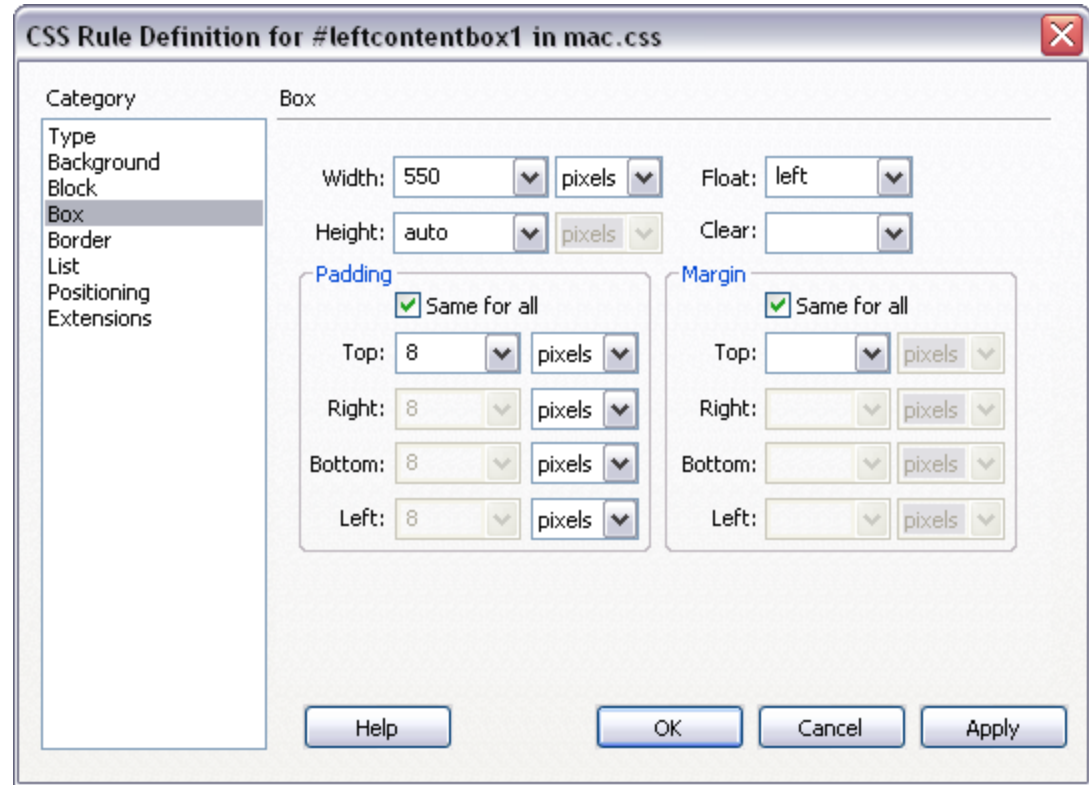 CSS Rule Definition for #leftcontentbox1 in mac.css
Category
Type
Background
Block
Box
Border
List
Positioning
Extensions
Box
Width: 550 pixels Float: left
Height: auto pixels Clear:
Padding
Same for all
Top: 8 pixels
Right: 8 pixels
Bottom: 8 pixels
Left: 8 pixels
Margin
Same for all
Top: pixels
Right: pixels
Bottom: pixels
Left: pixels
Help OK Cancel Apply